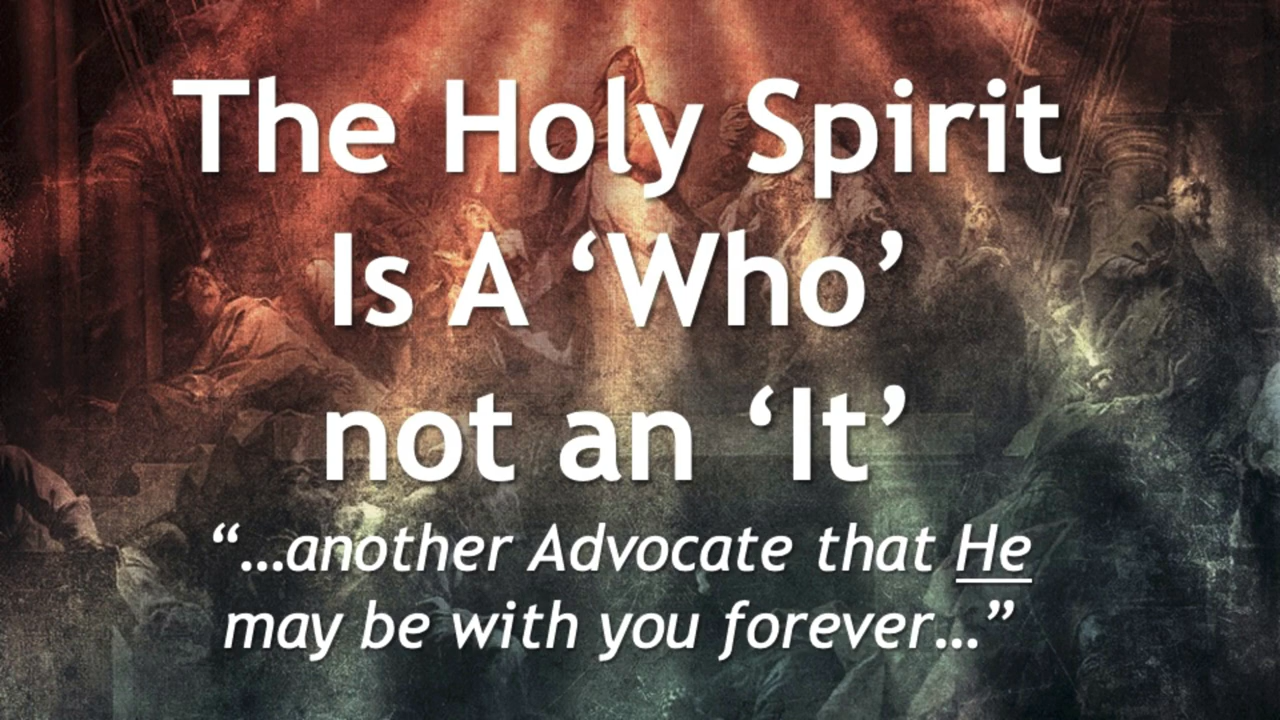 The Holy Spirit
Is A ‘Who’
not an ‘It’
“…another Advocate that He
may be with you forever…”